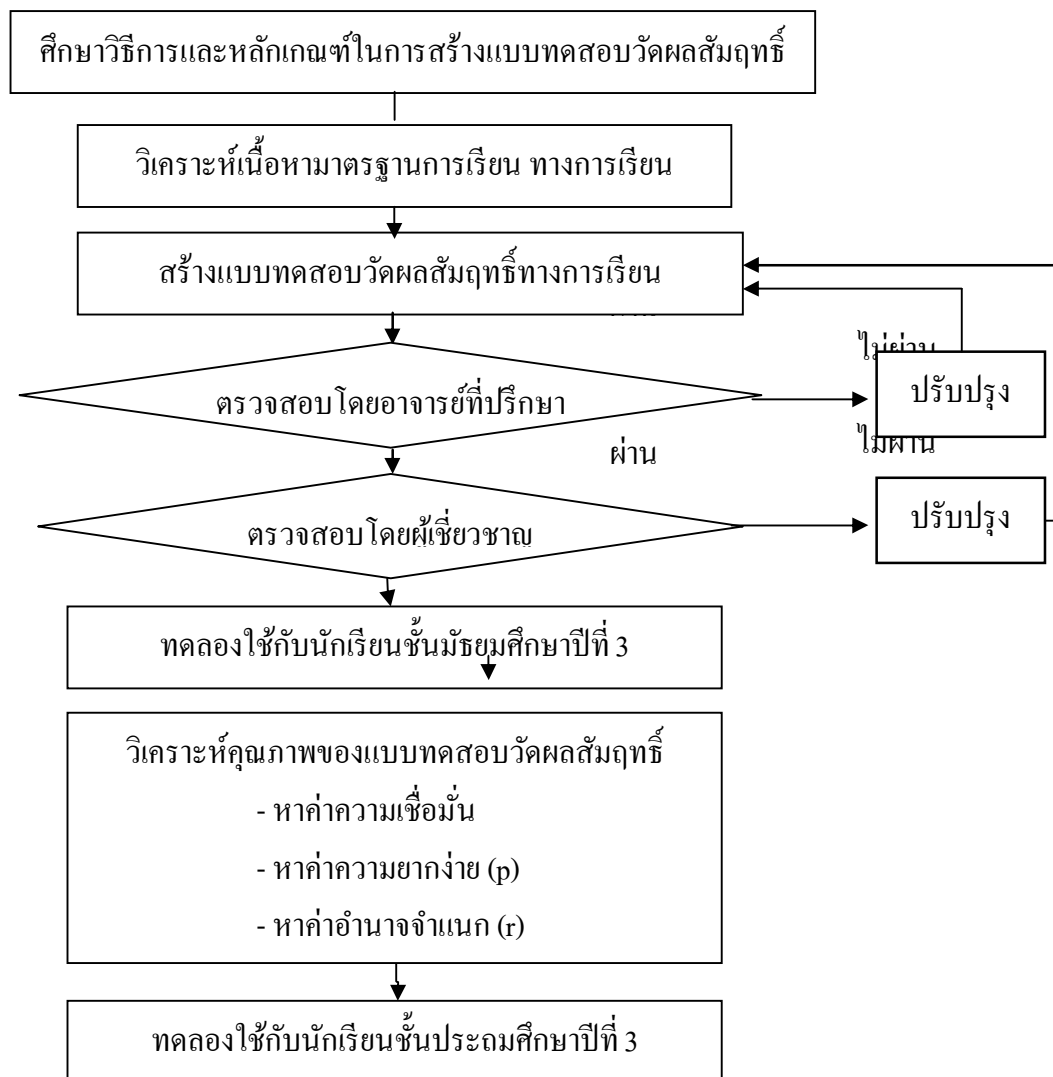 ศึกษาวิธีการและหลักเกณฑ์ในการสร้างแบบทดสอบวัดผลสัมฤทธิ์
วิเคราะห์เนื้อหามาตรฐานการเรียน ทางการเรียน
สร้างแบบทดสอบวัดผลสัมฤทธิ์ทางการเรียน
ไม่ผ่าน
ปรับปรุง
ตรวจสอบโดยอาจารย์ที่ปรึกษา
ผ่าน
ไม่ผ่าน
ปรับปรุง
ตรวจสอบโดยผู้เชี่ยวชาญ
ทดลองใช้กับนักเรียนชั้นมัธยมศึกษาปีที่ 3
วิเคราะห์คุณภาพของแบบทดสอบวัดผลสัมฤทธิ์
- หาค่าความเชื่อมั่น
- หาค่าความยากง่าย (p)
- หาค่าอำนาจจำแนก (r)
ทดลองใช้กับนักเรียนชั้นประถมศึกษาปีที่ 3